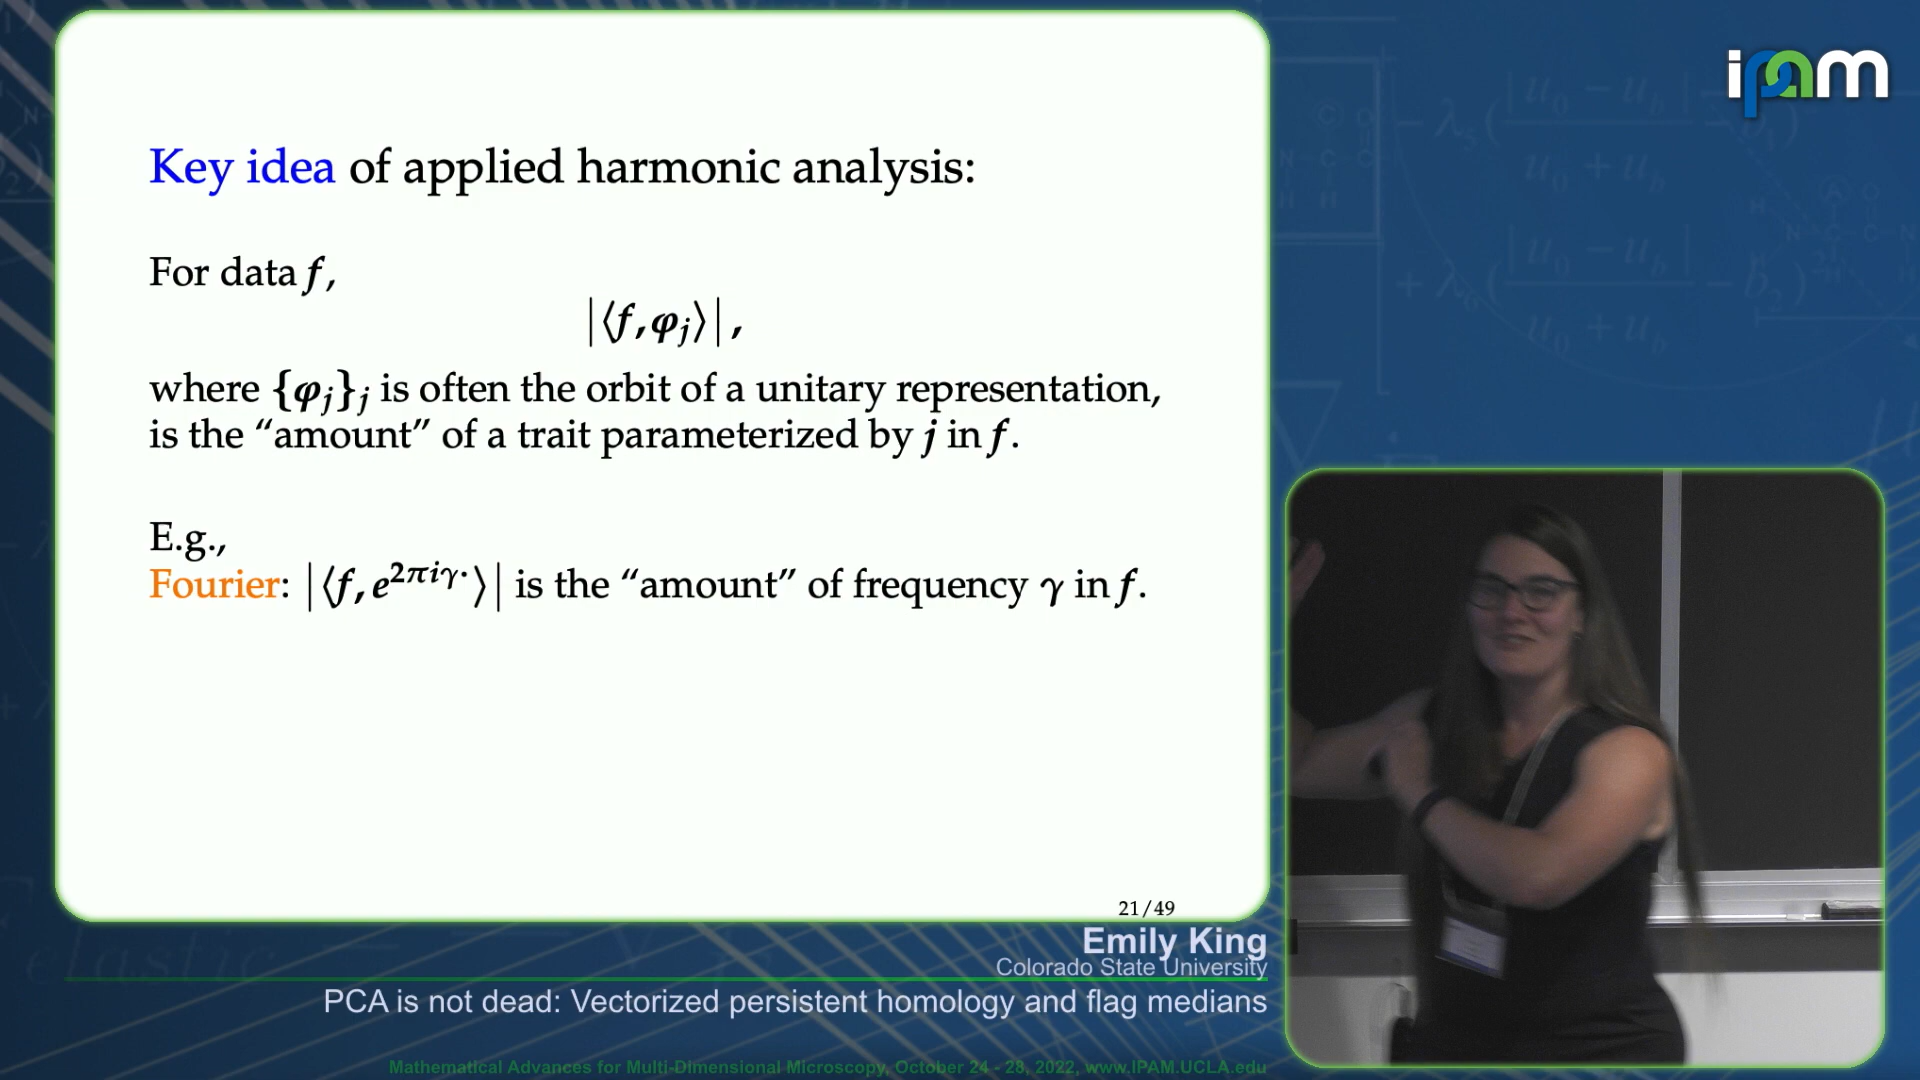 ipam
Key idea of applied harmonic analysis:
For data f,
|⟨f, φⱼ⟩|,
where {φⱼ}ⱼ is often the orbit of a unitary representation,
is the “amount” of a trait parameterized by j in f.
E.g.,
Fourier: |⟨f, e^{2πiγ·}⟩| is the “amount” of frequency γ in f.
21/49
Emily King
Colorado State University
PCA is not dead: Vectorized persistent homology and flag medians
Mathematical Advances for Multi-Dimensional Microscopy, October 24 - 28, 2022, www.IPAM.UCLA.edu